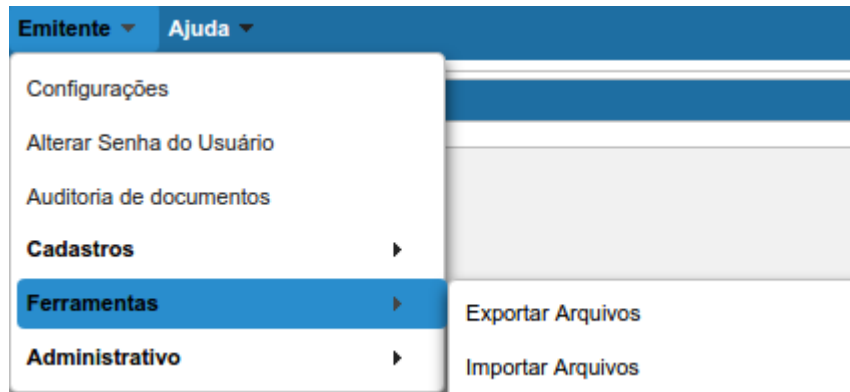 Emitente Ajuda
Configurações
Alterar Senha do Usuário
Auditoria de documentos
Cadastros
Ferramentas
Exportar Arquivos
Administrativo
Importar Arquivos